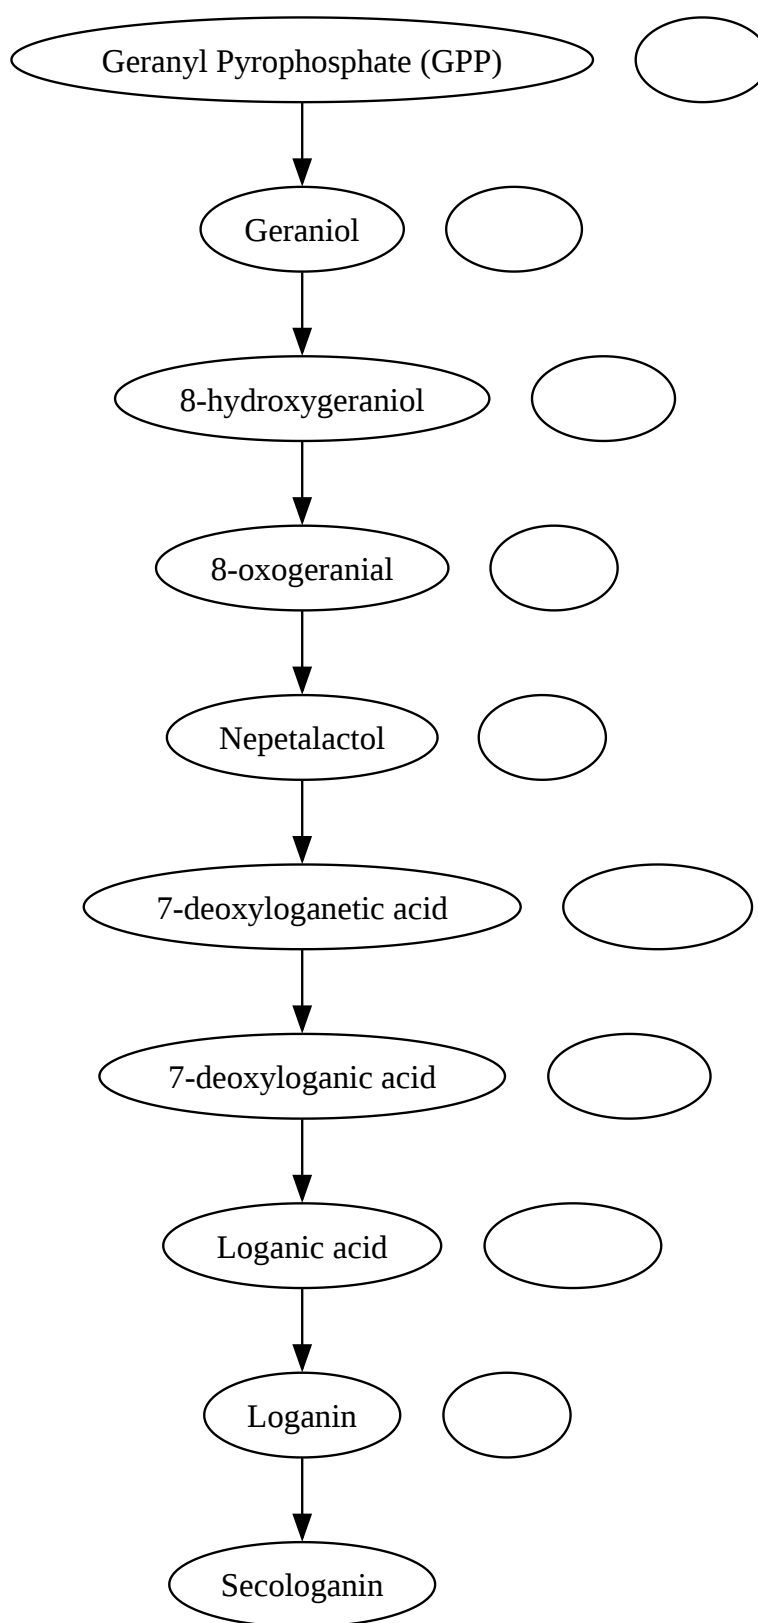 Geranyl Pyrophosphate (GPP)
Geraniol
8-hydroxygeraniol
8-oxogeranial
Nepetalactol
7-deoxyloganetic acid
7-deoxyloganic acid
Loganic acid
Loganin
Secologanin